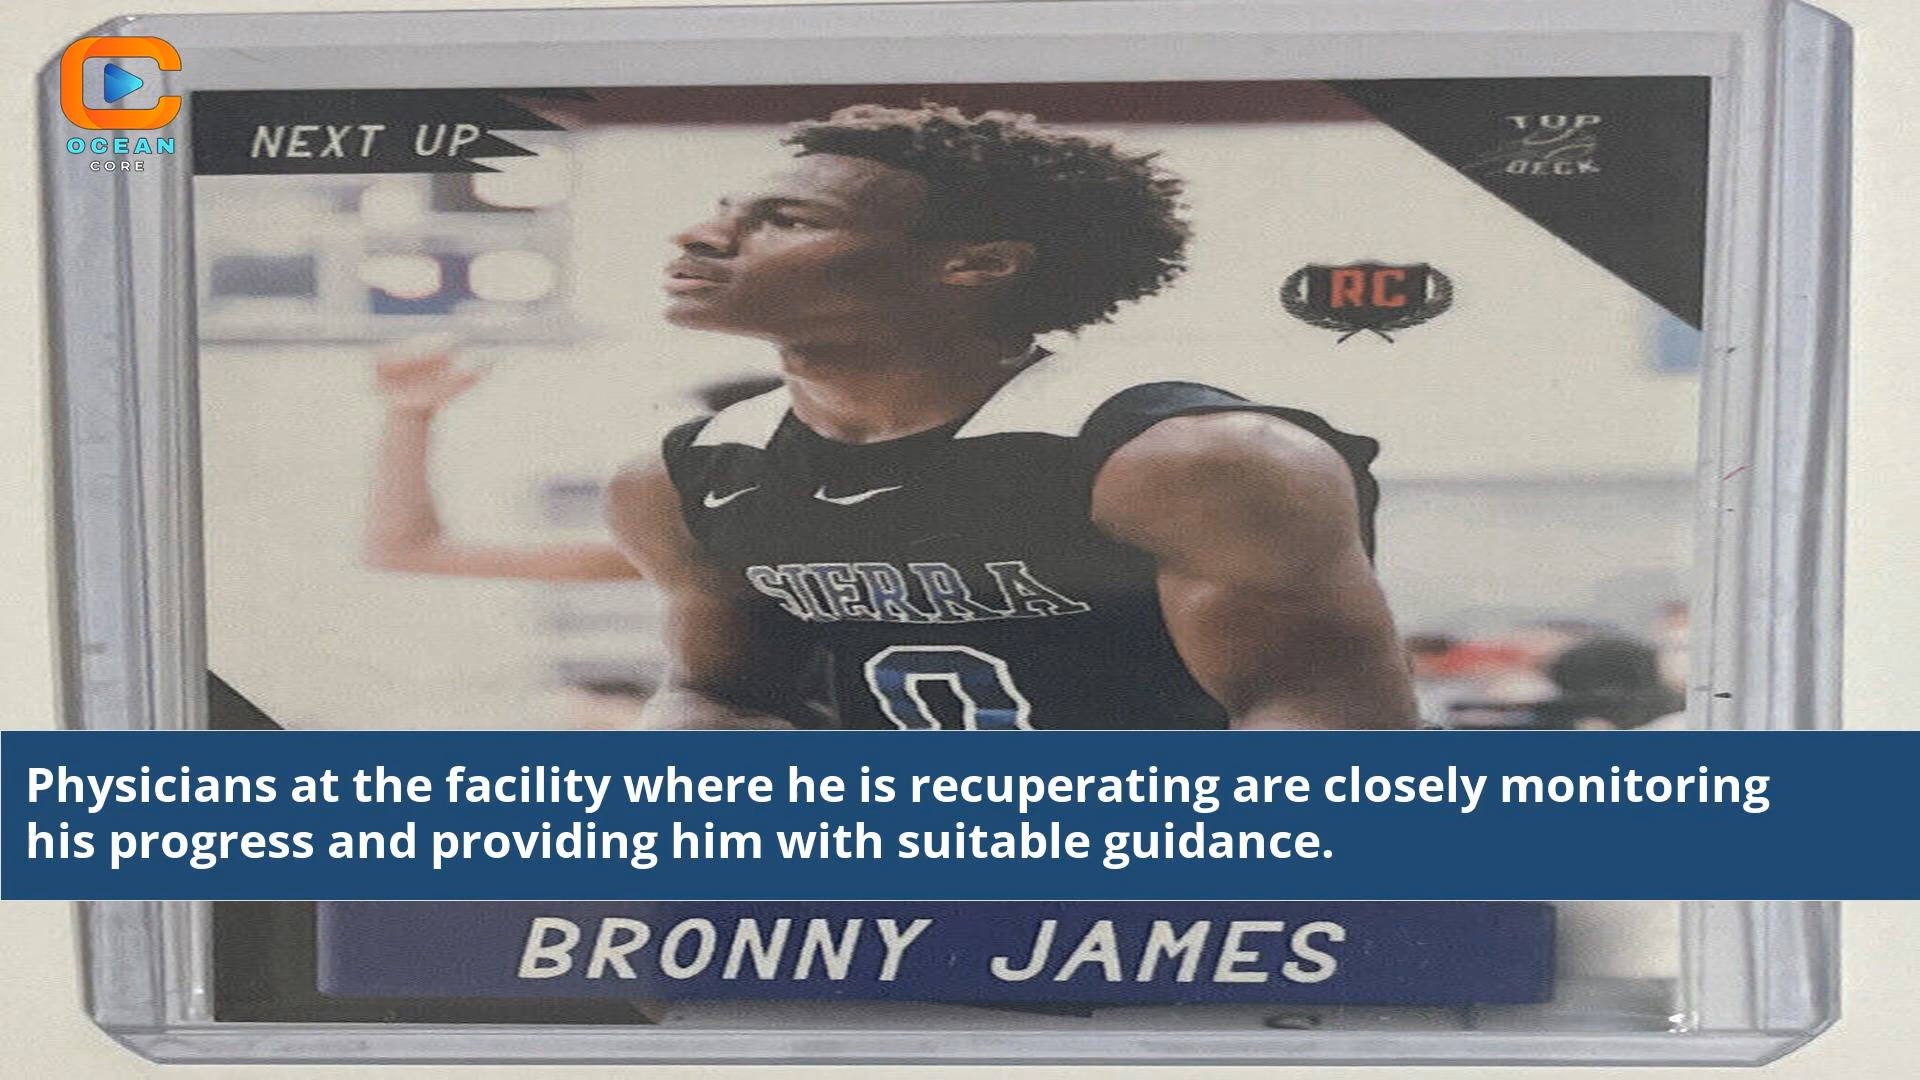 OCEAN
CORE
NEXT UP
TOP
DECK
RC
SIERRA
0
Physicians at the facility where he is recuperating are closely monitoring
his progress and providing him with suitable guidance.
BRONNY JAMES